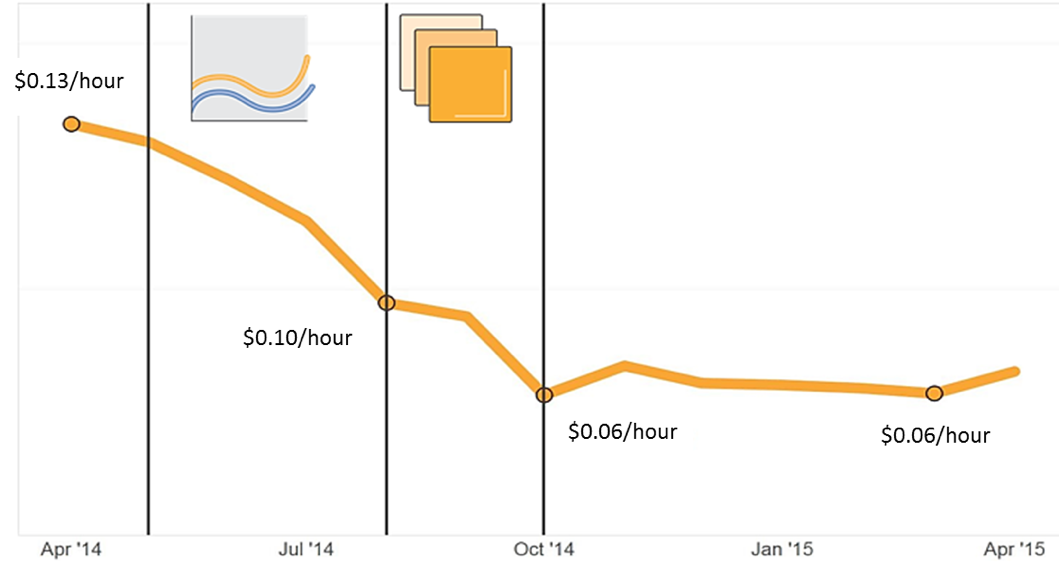 $0.13/hour
$0.10/hour
$0.06/hour
$0.06/hour
Apr '14
Jul '14
Oct '14
Jan '15
Apr '15